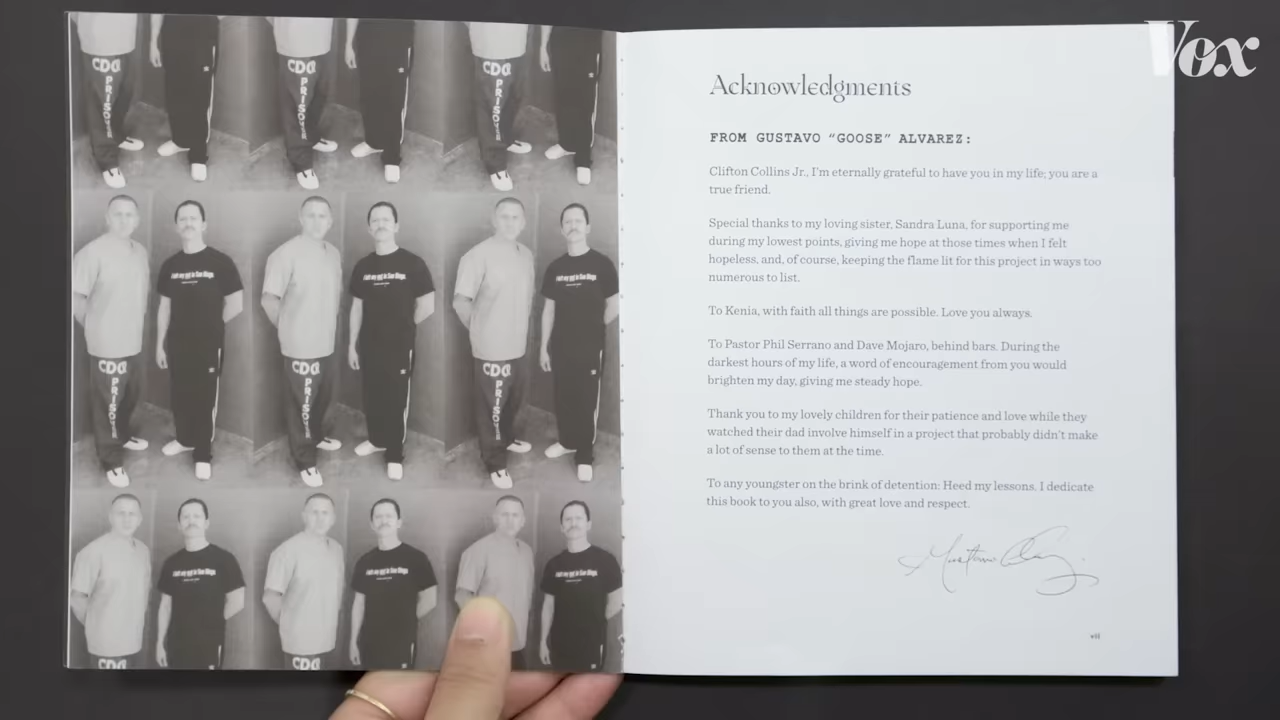 Vox
Acknowledgments
FROM GUSTAVO “GOOSE” ALVAREZ:
Clifton Collins Jr., I’m eternally grateful to have you in my life; you are a
true friend.
Special thanks to my loving sister, Sandra Luna, for supporting me
during my lowest points, giving me hope at those times when I felt
hopeless, and, of course, keeping the flame lit for this project in ways too
numerous to list.
To Kenia, with faith all things are possible. Love you always.
To Pastor Phil Serrano and Dave Mojaro, behind bars. During the
darkest hours of my life, a word of encouragement from you would
brighten my day, giving me steady hope.
Thank you to my lovely children for their patience and love while they
watched their dad involve himself in a project that probably didn’t make
a lot of sense to them at the time.
To any youngster on the brink of detention: Heed my lessons. I dedicate
this book to you also, with great love and respect.
vii
CDC PRISONER
CDC PRISONER
CDC PRISONER
CDC PRISONER
CDC PRISONER
CDC PRISONER